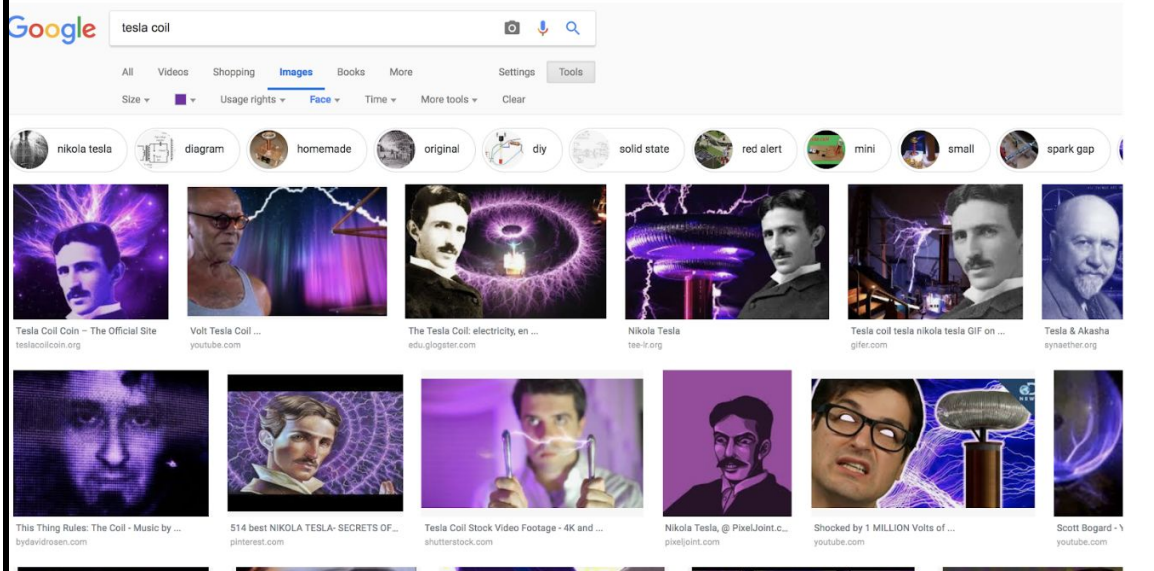 Google
tesla coil
All Videos Shopping Images Books More Settings Tools
Size Usage rights Face Time More tools Clear
nikola tesla diagram homemade original diy solid state red alert mini small spark gap
Tesla Coil Coin – The Official Site
teslacoilcoin.org
Volt Tesla Coil ...
youtube.com
The Tesla Coil: electricity, en ...
edu.glogster.com
Nikola Tesla
tee-ir.org
Tesla coil tesla nikola tesla GIF on ...
gifer.com
Tesla & Akasha
synaether.org
This Thing Rules: The Coil - Music by ...
bydavidrosen.com
514 best NIKOLA TESLA- SECRETS OF...
pinterest.com
Tesla Coil Stock Video Footage - 4K and ...
shutterstock.com
Nikola Tesla, @ PixelJoint.c...
pixeljoint.com
NEW
Shocked by 1 MILLION Volts of ...
youtube.com
Scott Bogard -
youtube.com